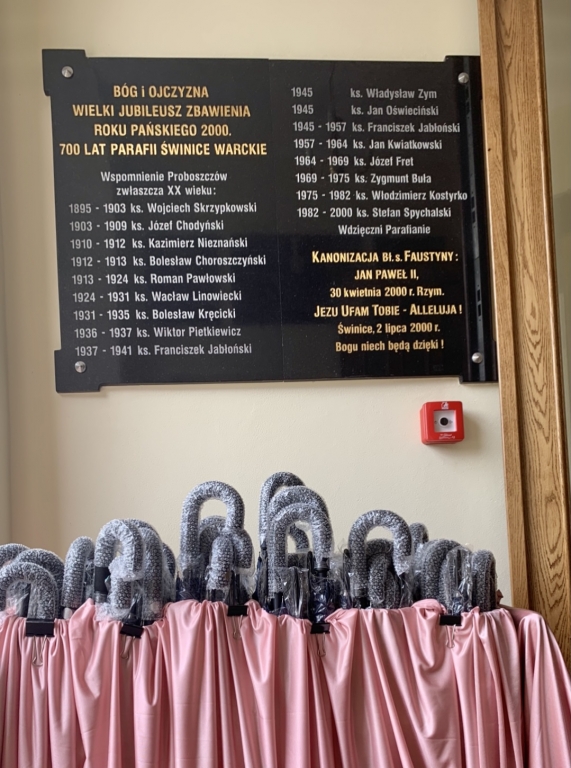 BÓG i OJCZYZNA
WIELKI JUBILEUSZ ZBAWIENIA
ROKU PAŃSKIEGO 2000.
700 LAT PARAFII ŚWINICE WARCKIE
Wspomnienie Proboszczów
zwłaszcza XX wieku:
1895 - 1903 ks. Wojciech Skrzypkowski
1903 - 1909 ks. Józef Chodyński
1910 - 1912 ks. Kazimierz Nieznański
1912 - 1913 ks. Bolesław Choroszczyński
1913 - 1924 ks. Roman Pawłowski
1924 - 1931 ks. Wacław Linowiecki
1931 - 1935 ks. Bolesław Kręcicki
1936 - 1937 ks. Wiktor Pietkiewicz
1937 - 1941 ks. Franciszek Jabłoński
1945 ks. Władysław Zym
1945 ks. Jan Oświeciński
1945 - 1957 ks. Franciszek Jabłoński
1957 - 1964 ks. Jan Kwiatkowski
1964 - 1969 ks. Józef Fret
1969 - 1975 ks. Zygmunt Buła
1975 - 1982 ks. Włodzimierz Kostyrko
1982 - 2000 ks. Stefan Spychalski
Wdzięczni Parafianie
KANONIZACJA Bł. s. FAUSTYNY :
JAN PAWEŁ II,
30 kwietnia 2000 r. Rzym.
JEZU UFAM TOBIE - ALLELUJA !
Świnice, 2 lipca 2000 r.
Bogu niech będą dzięki !